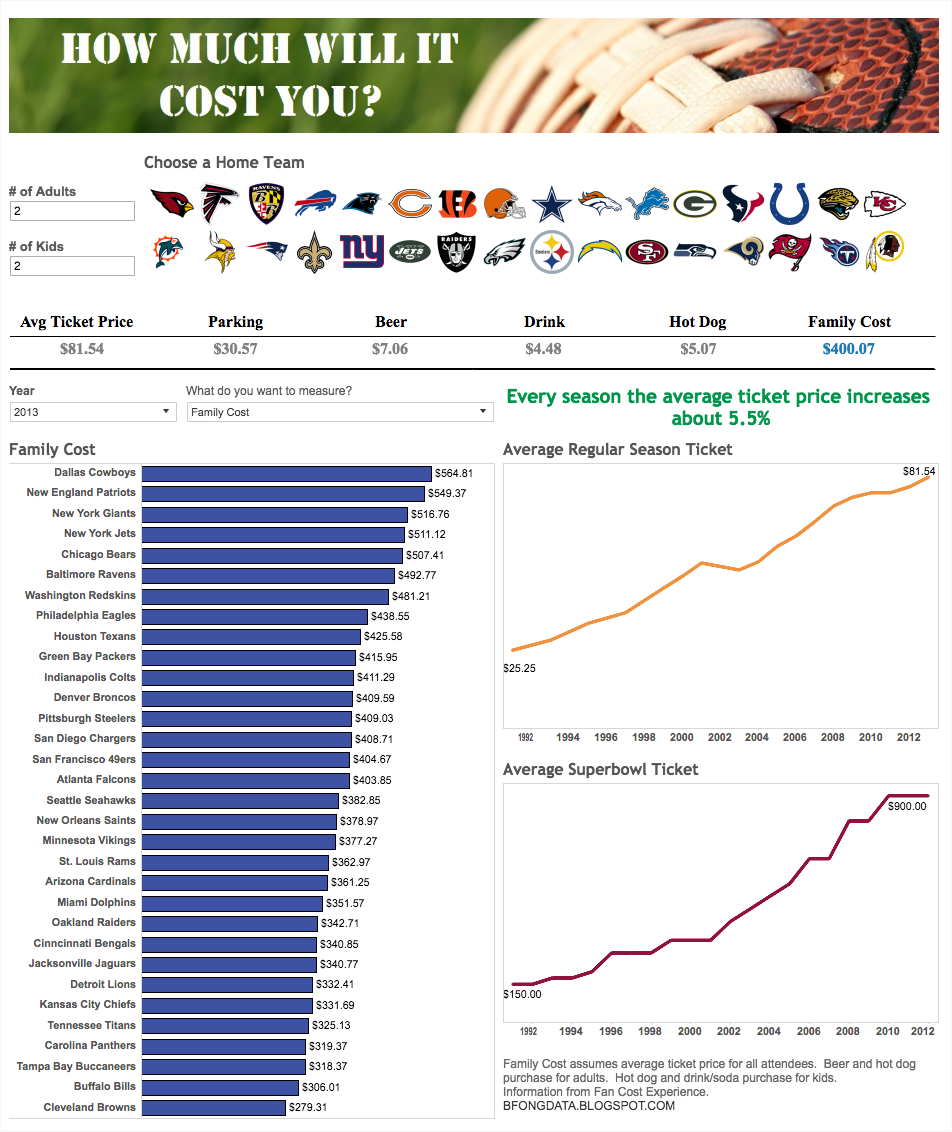 HOW MUCH WILL IT
COST YOU?
Choose a Home Team
# of Adults
2
# of Kids
2
RAVENS
B
KC
NY
JETS
RAIDERS
Steelers
SF
Avg Ticket Price Parking Beer Drink Hot Dog Family Cost
$81.54 $30.57 $7.06 $4.48 $5.07 $400.07
Year What do you want to measure?
2013 Family Cost
Every season the average ticket price increases
about 5.5%
Family Cost
Dallas Cowboys $564.81
New England Patriots $549.37
New York Giants $516.76
New York Jets $511.12
Chicago Bears $507.41
Baltimore Ravens $492.77
Washington Redskins $481.21
Philadelphia Eagles $438.55
Houston Texans $425.58
Green Bay Packers $415.95
Indianapolis Colts $411.29
Denver Broncos $409.59
Pittsburgh Steelers $409.03
San Diego Chargers $408.71
San Francisco 49ers $404.67
Atlanta Falcons $403.85
Seattle Seahawks $382.85
New Orleans Saints $378.97
Minnesota Vikings $377.27
St. Louis Rams $362.97
Arizona Cardinals $361.25
Miami Dolphins $351.57
Oakland Raiders $342.71
Cinncincati Bengals $340.85
Jacksonville Jaguars $340.77
Detroit Lions $332.41
Kansas City Chiefs $331.69
Tennessee Titans $325.13
Carolina Panthers $319.37
Tampa Bay Buccaneers $318.37
Buffalo Bills $306.01
Cleveland Browns $279.31
Average Regular Season Ticket
$81.54
$25.25
1992 1994 1996 1998 2000 2002 2004 2006 2008 2010 2012
Average Superbowl Ticket
$900.00
$150.00
1992 1994 1996 1998 2000 2002 2004 2006 2008 2010 2012
Family Cost assumes average ticket price for all attendees. Beer and hot dog
purchase for adults. Hot dog and drink/soda purchase for kids.
Information from Fan Cost Experience.
BFONGDATA.BLOGSPOT.COM